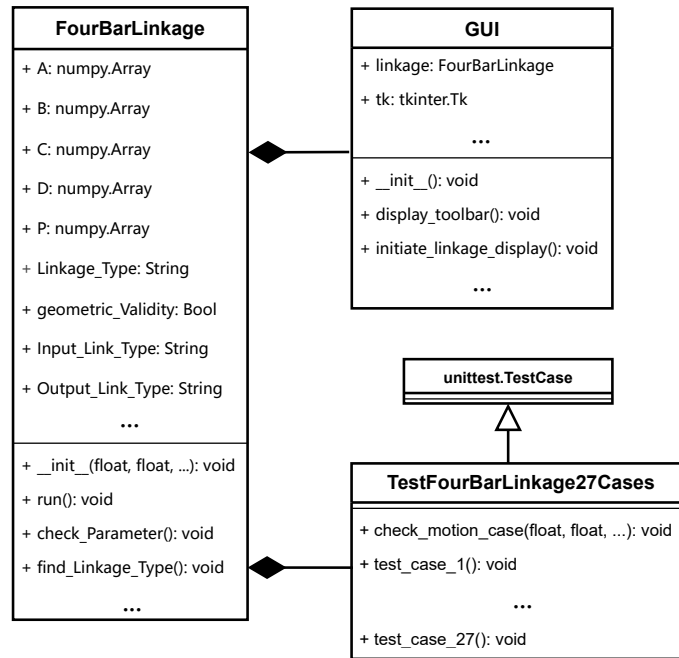 FourBarLinkage
+ A: numpy.Array
+ B: numpy.Array
+ C: numpy.Array
+ D: numpy.Array
+ P: numpy.Array
+ Linkage_Type: String
+ geometric_Validity: Bool
+ Input_Link_Type: String
+ Output_Link_Type: String
...
+ __init__(float, float, ...): void
+ run(): void
+ check_Parameter(): void
+ find_Linkage_Type(): void
...
GUI
+ linkage: FourBarLinkage
+ tk: tkinter.Tk
...
+ __init__(): void
+ display_toolbar(): void
+ initiate_linkage_display(): void
...
unittest.TestCase
TestFourBarLinkage27Cases
+ check_motion_case(float, float, ...): void
+ test_case_1(): void
...
+ test_case_27(): void